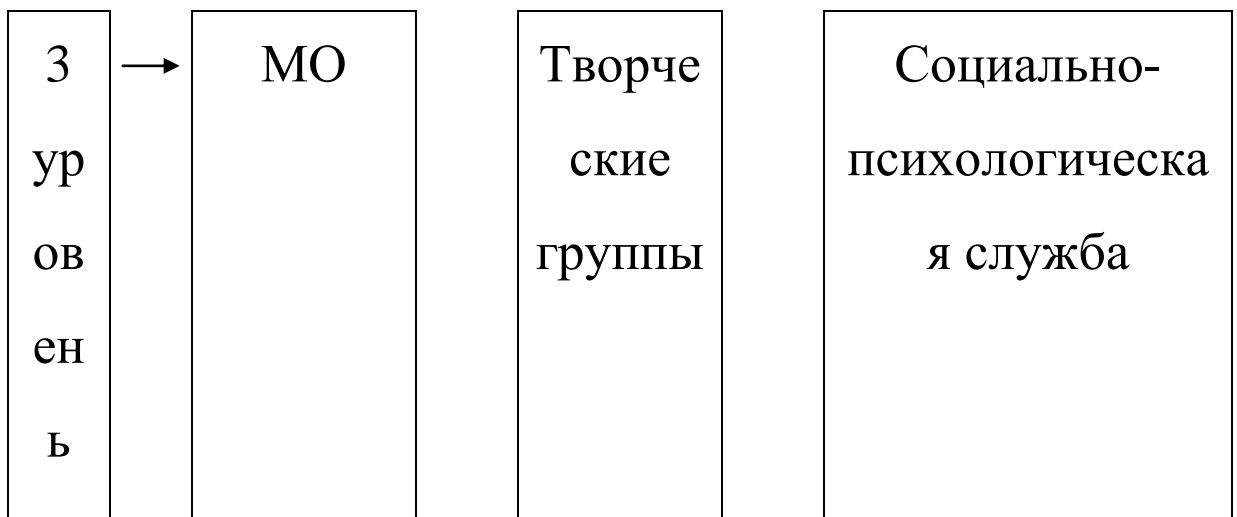 3
ур
ов
ен
ь
МО
Творче
ские
группы
Социально-
психологическа
я служба